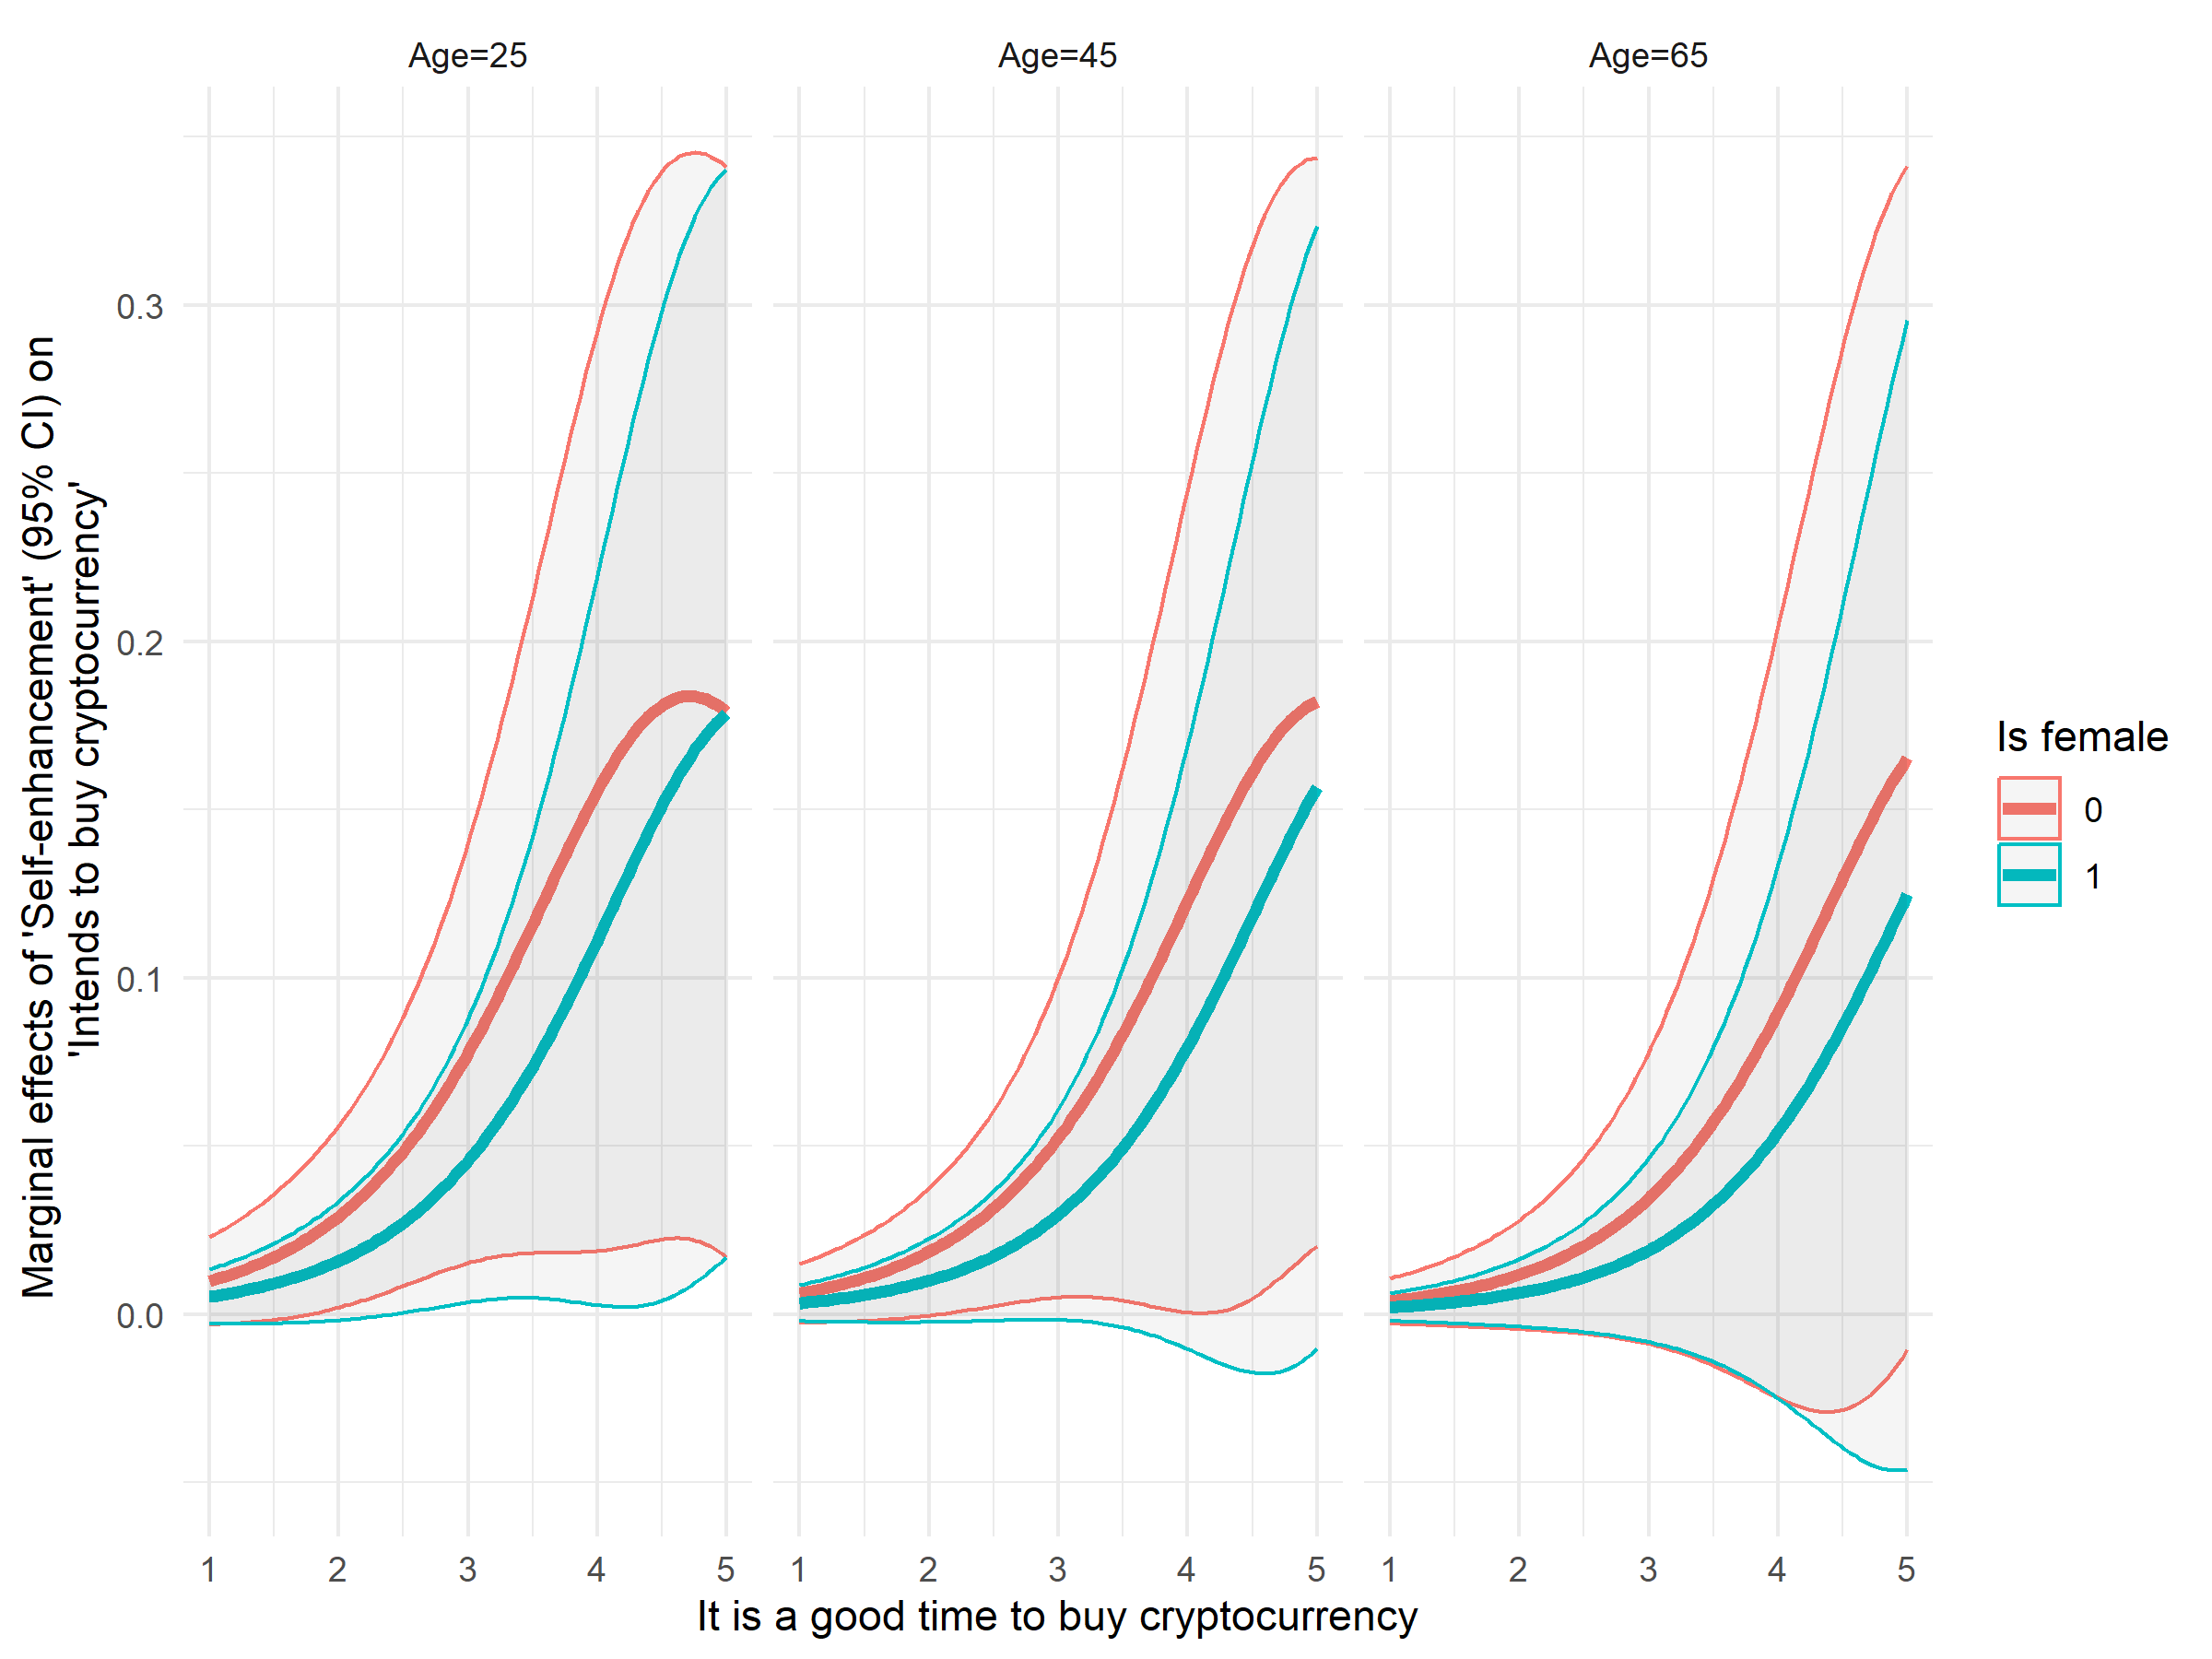 Age=25
Age=45
Age=65
Marginal effects of 'Self-enhancement' (95% CI) on
'Intends to buy cryptocurrency'
0.3
0.2
0.1
0.0
1 2 3 4 5
1 2 3 4 5
1 2 3 4 5
It is a good time to buy cryptocurrency
Is female
0
1